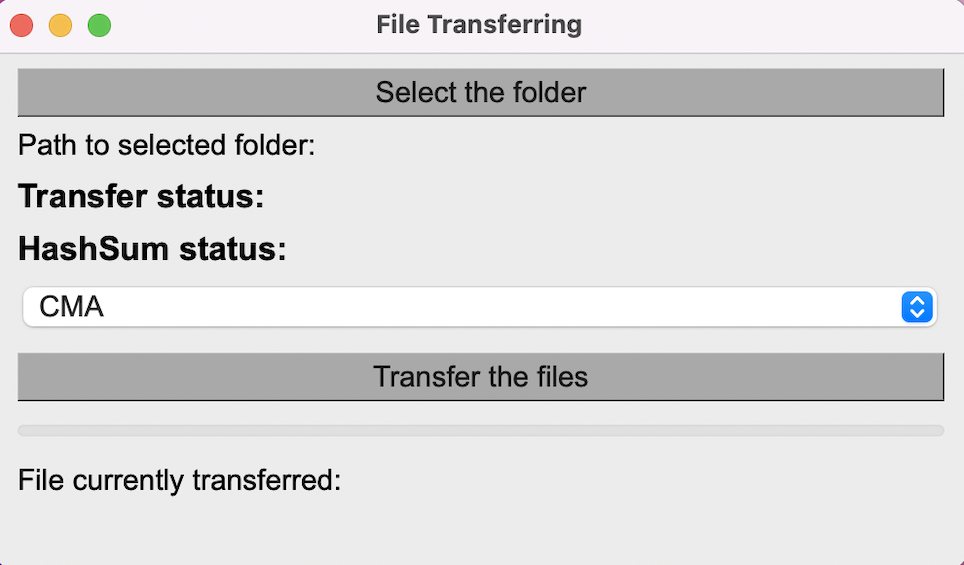 File Transferring
Select the folder
Path to selected folder:
Transfer status:
HashSum status:
CMA
Transfer the files
File currently transferred: